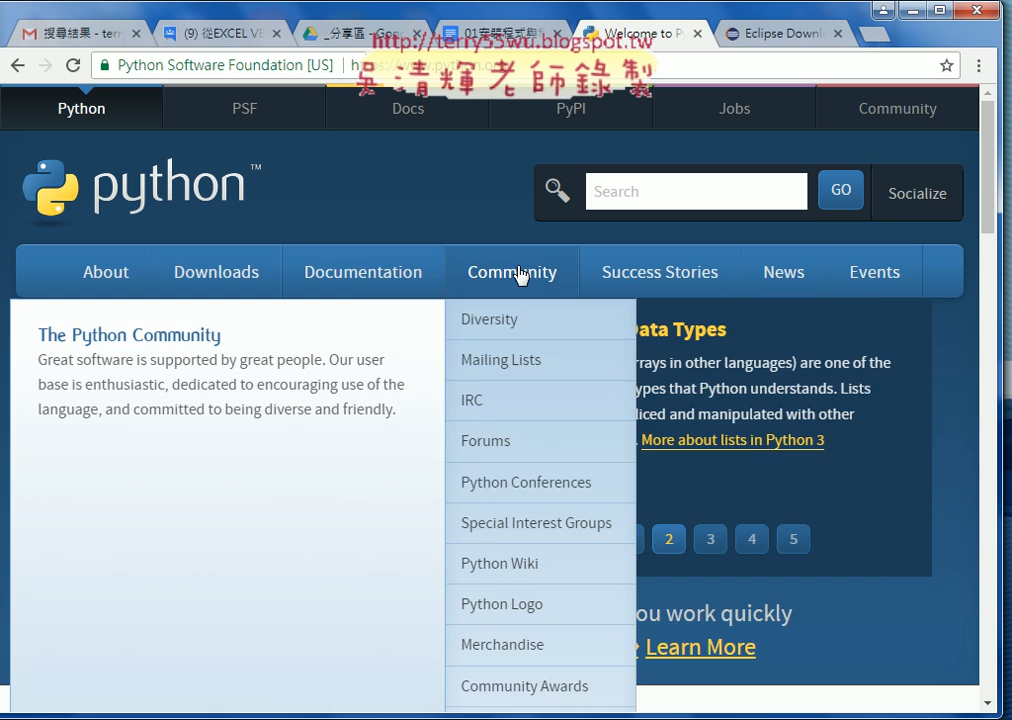 搜尋結果 - terr
(9) 從EXCEL VE
_分享區 - Goo
01安裝程式與
Welcome to P
Eclipse Downl
http://terry55wu.blogspot.tw
吳清輝老師錄製
Python Software Foundation [US]
Python
PSF
Docs
PyPI
Jobs
Community
python™
Search
GO
Socialize
About
Downloads
Documentation
Community
Success Stories
News
Events
The Python Community
Great software is supported by great people. Our user
base is enthusiastic, dedicated to encouraging use of the
language, and committed to being diverse and friendly.
Diversity
Mailing Lists
IRC
Forums
Python Conferences
Special Interest Groups
Python Wiki
Python Logo
Merchandise
Community Awards
Data Types
rrays in other languages) are one of the
ypes that Python understands. Lists
liced and manipulated with other
More about lists in Python 3
2
3
4
5
ou work quickly
Learn More